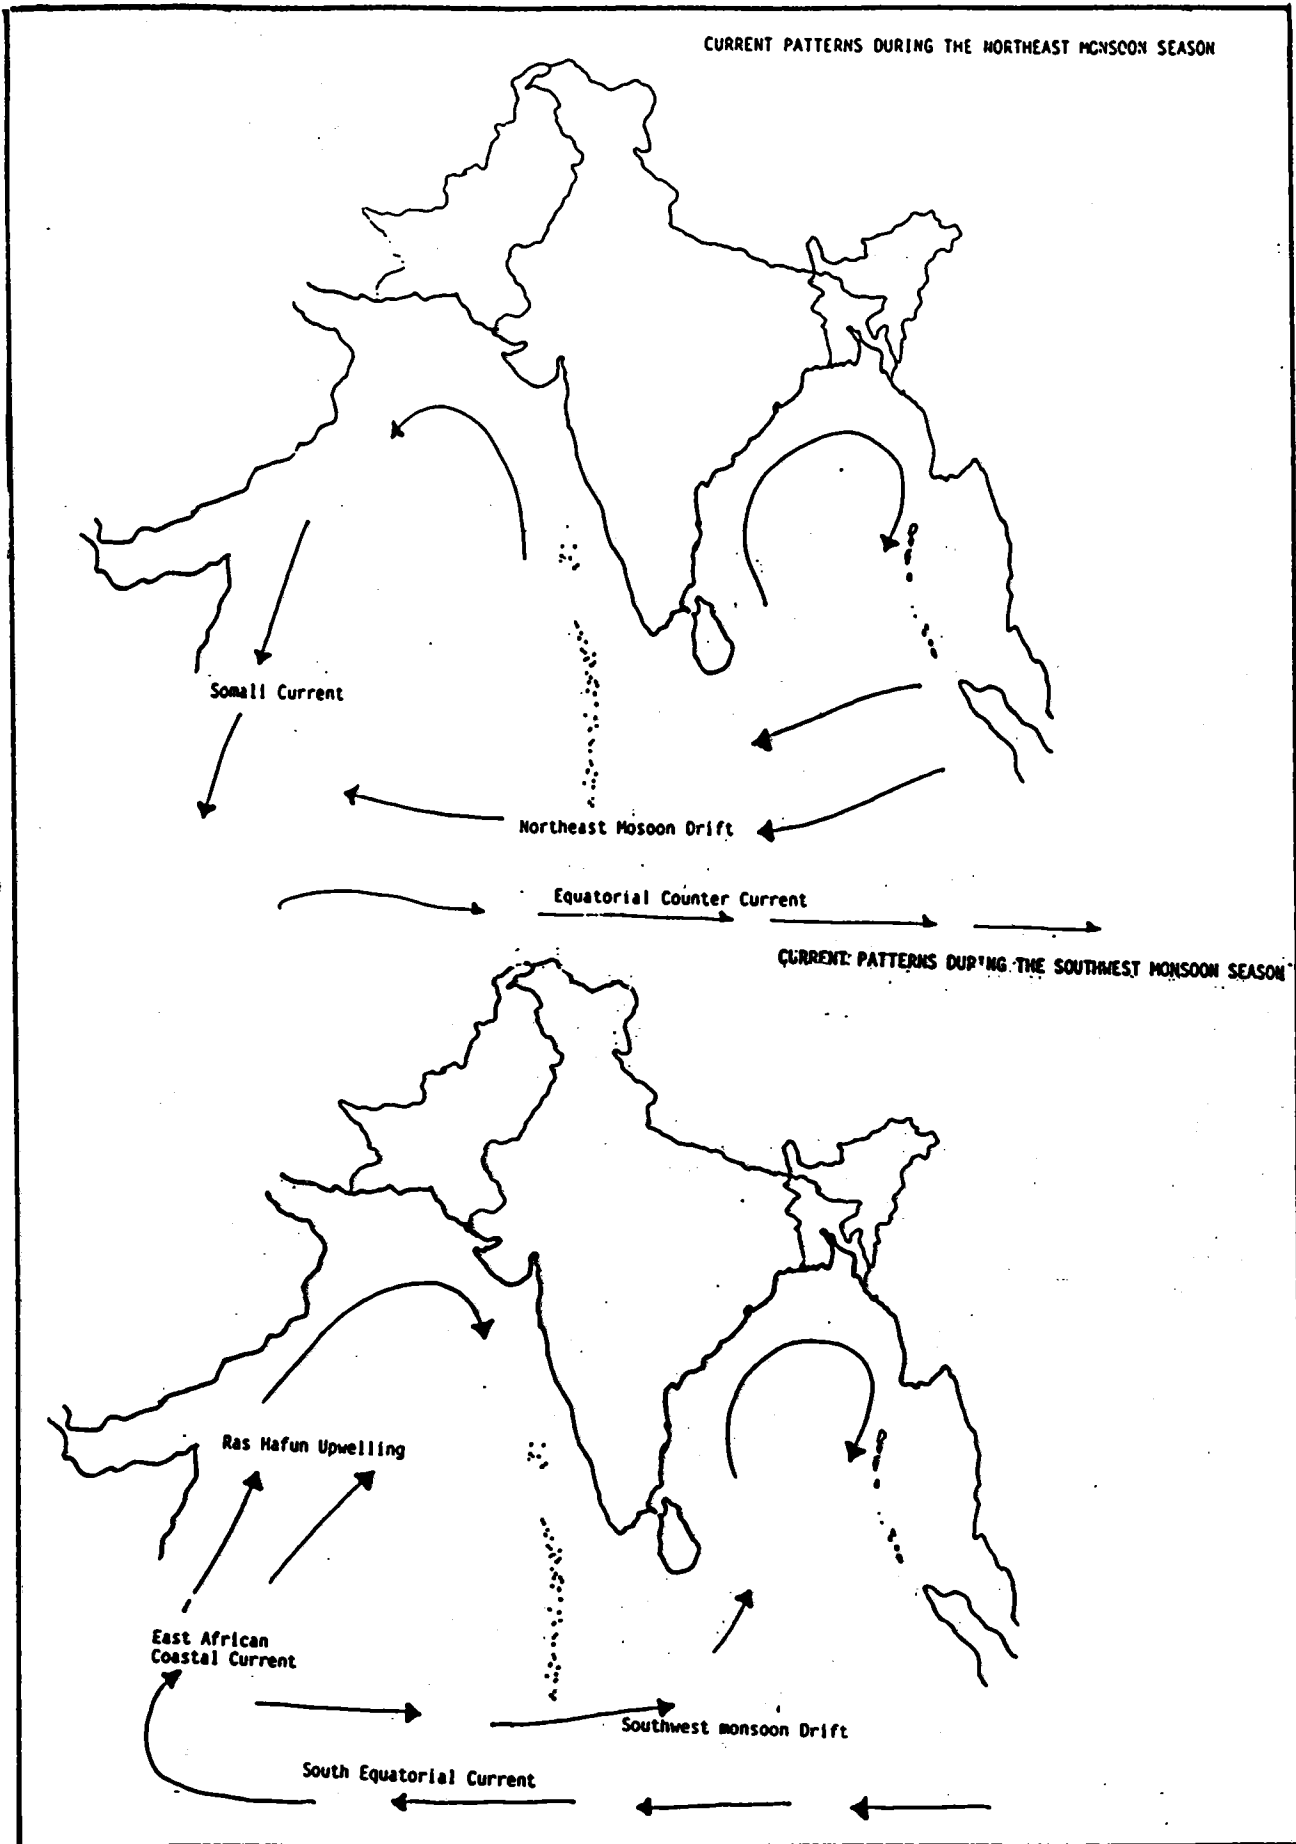 CURRENT PATTERNS DURING THE NORTHEAST MONSOON SEASON
Somali Current
Northeast Mosoon Drift
Equatorial Counter Current
CURRENT PATTERNS DURING THE SOUTHWEST MONSOON SEASON
Ras Hafun Upwelling
East African
Coastal Current
Southwest monsoon Drift
South Equatorial Current